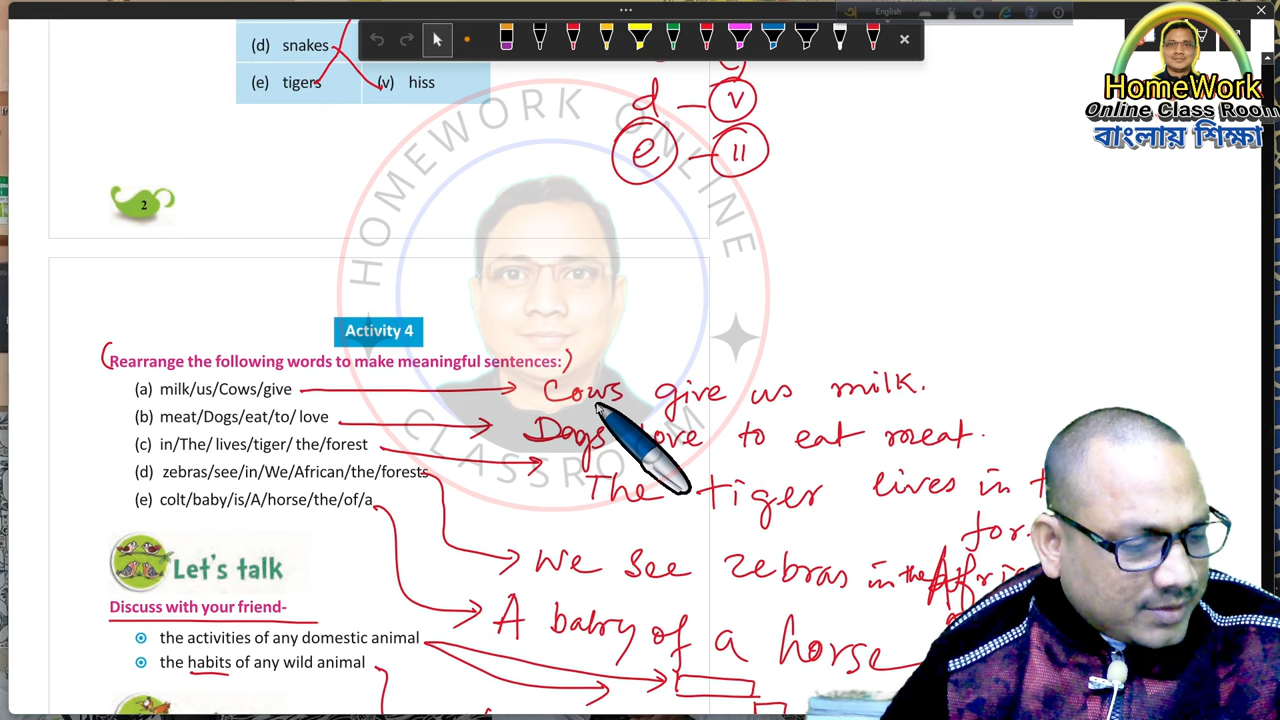 English
HomeWork
Online Class Room
বাংলায় শিক্ষা
(d) snakes
(e) tigers
(v) hiss
d – v
e – ii
2
HOMEWORK ONLINE
CLASSROOM
Activity 4
(Rearrange the following words to make meaningful sentences:)
(a) milk/us/Cows/give
Cows give us milk.
(b) meat/Dogs/eat/to/ love
Dogs love to eat meat.
(c) in/The/ lives/tiger/ the/forest
The tiger lives in
for
(d) zebras/see/in/We/African/the/forests
We see zebras in the Afri
(e) colt/baby/is/A/horse/the/of/a
A baby of a horse
Let's talk
Discuss with your friend-
the activities of any domestic animal
the habits of any wild animal